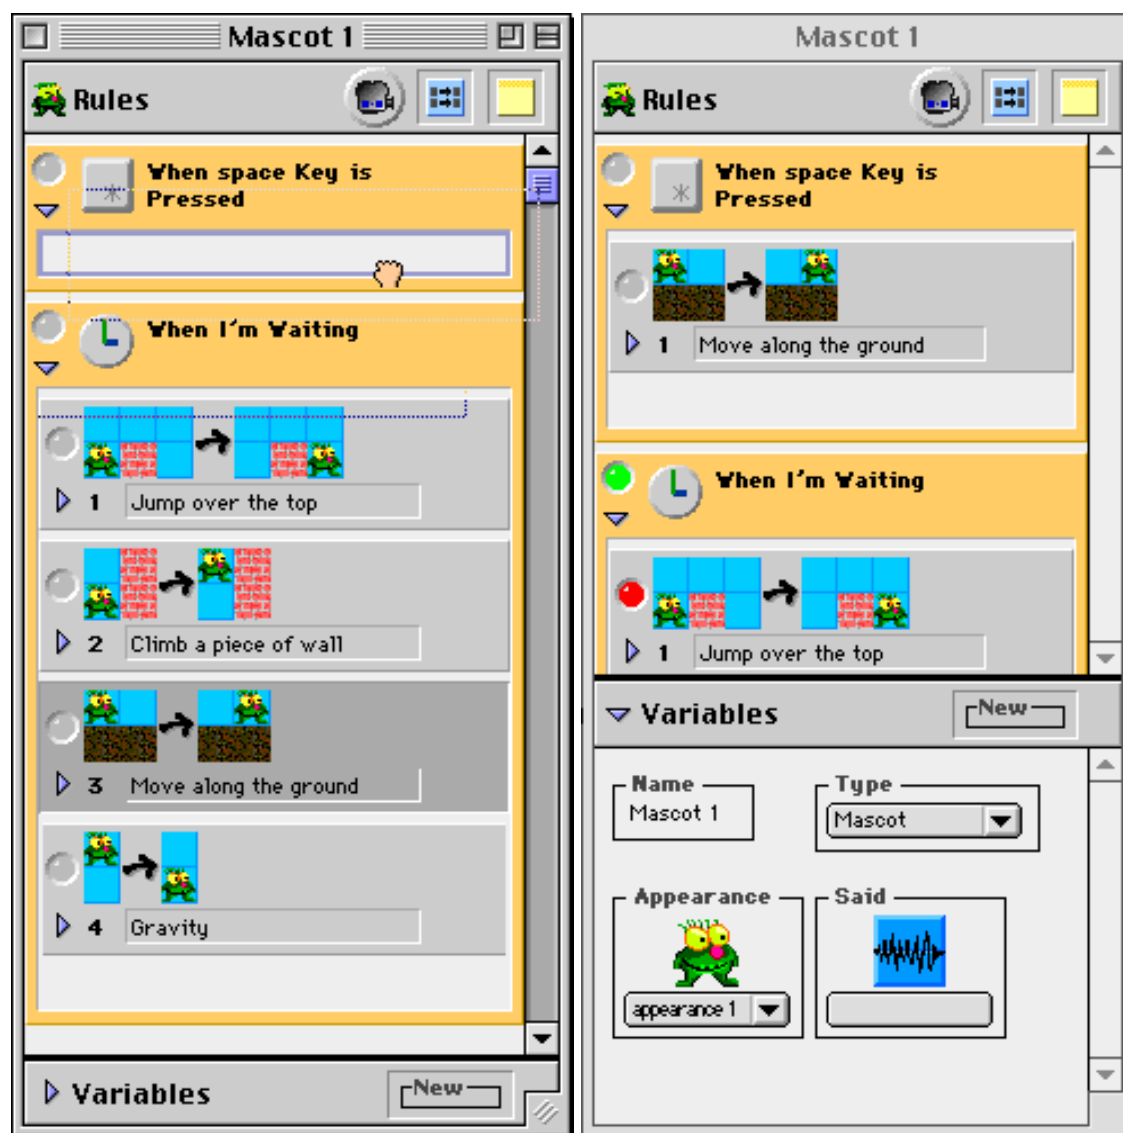 Mascot 1
Rules
When space Key is
Pressed
When I'm Waiting
1 Jump over the top
2 Climb a piece of wall
3 Move along the ground
4 Gravity
Variables
New
Mascot 1
Rules
When space Key is
Pressed
1 Move along the ground
When I'm Waiting
1 Jump over the top
Variables
New
Name
Mascot 1
Type
Mascot
Appearance
appearance 1
Said